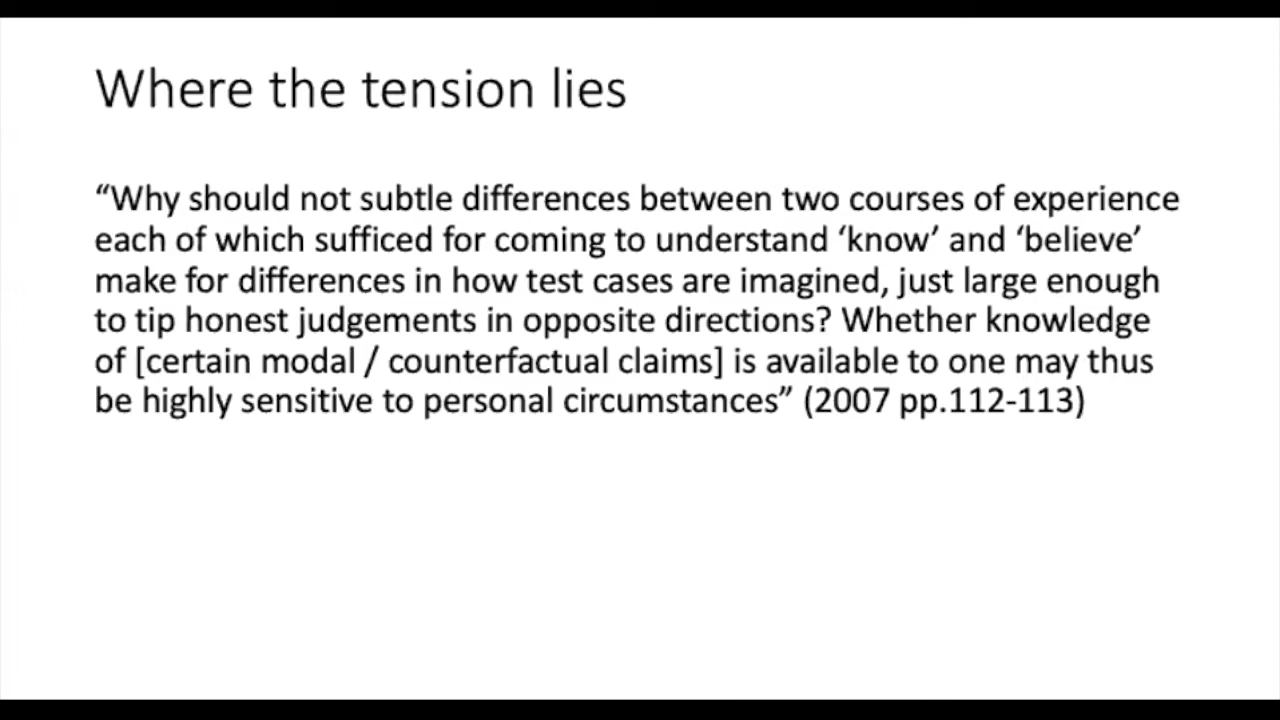 Where the tension lies
“Why should not subtle differences between two courses of experience
each of which sufficed for coming to understand ‘know’ and ‘believe’
make for differences in how test cases are imagined, just large enough
to tip honest judgements in opposite directions? Whether knowledge
of [certain modal / counterfactual claims] is available to one may thus
be highly sensitive to personal circumstances” (2007 pp.112-113)